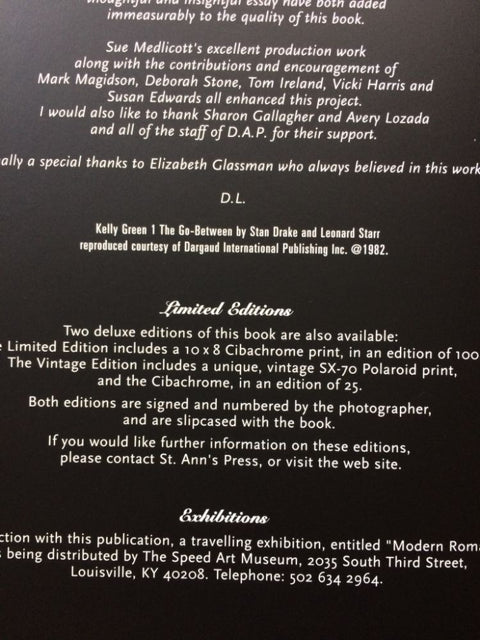 thoughtful and insightful essay have both added
immeasurably to the quality of this book.
Sue Medlicott's excellent production work
along with the contributions and encouragement of
Mark Magidson, Deborah Stone, Tom Ireland, Vicki Harris and
Susan Edwards all enhanced this project.
I would also like to thank Sharon Gallagher and Avery Lozada
and all of the staff of D.A.P. for their support.
ally a special thanks to Elizabeth Glassman who always believed in this work
D.L.
Kelly Green 1 The Go-Between by Stan Drake and Leonard Starr
reproduced courtesy of Dargaud International Publishing Inc. @1982.
Limited Editions
Two deluxe editions of this book are also available:
e Limited Edition includes a 10 x 8 Cibachrome print, in an edition of 100
The Vintage Edition includes a unique, vintage SX-70 Polaroid print,
and the Cibachrome, in an edition of 25.
Both editions are signed and numbered by the photographer,
and are slipcased with the book.
If you would like further information on these editions,
please contact St. Ann's Press, or visit the web site.
Exhibitions
ction with this publication, a travelling exhibition, entitled "Modern Roma
s being distributed by The Speed Art Museum, 2035 South Third Street,
Louisville, KY 40208. Telephone: 502 634 2964.